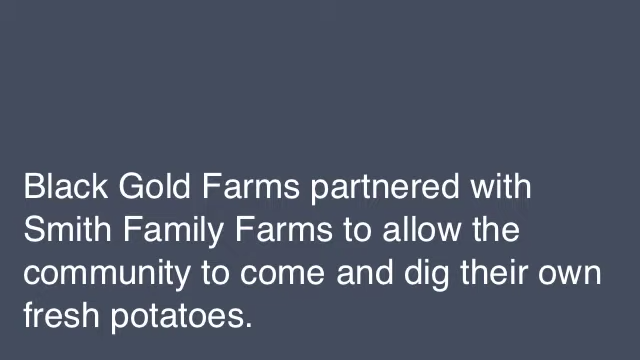 Black Gold Farms partnered with
Smith Family Farms to allow the
community to come and dig their own
fresh potatoes.